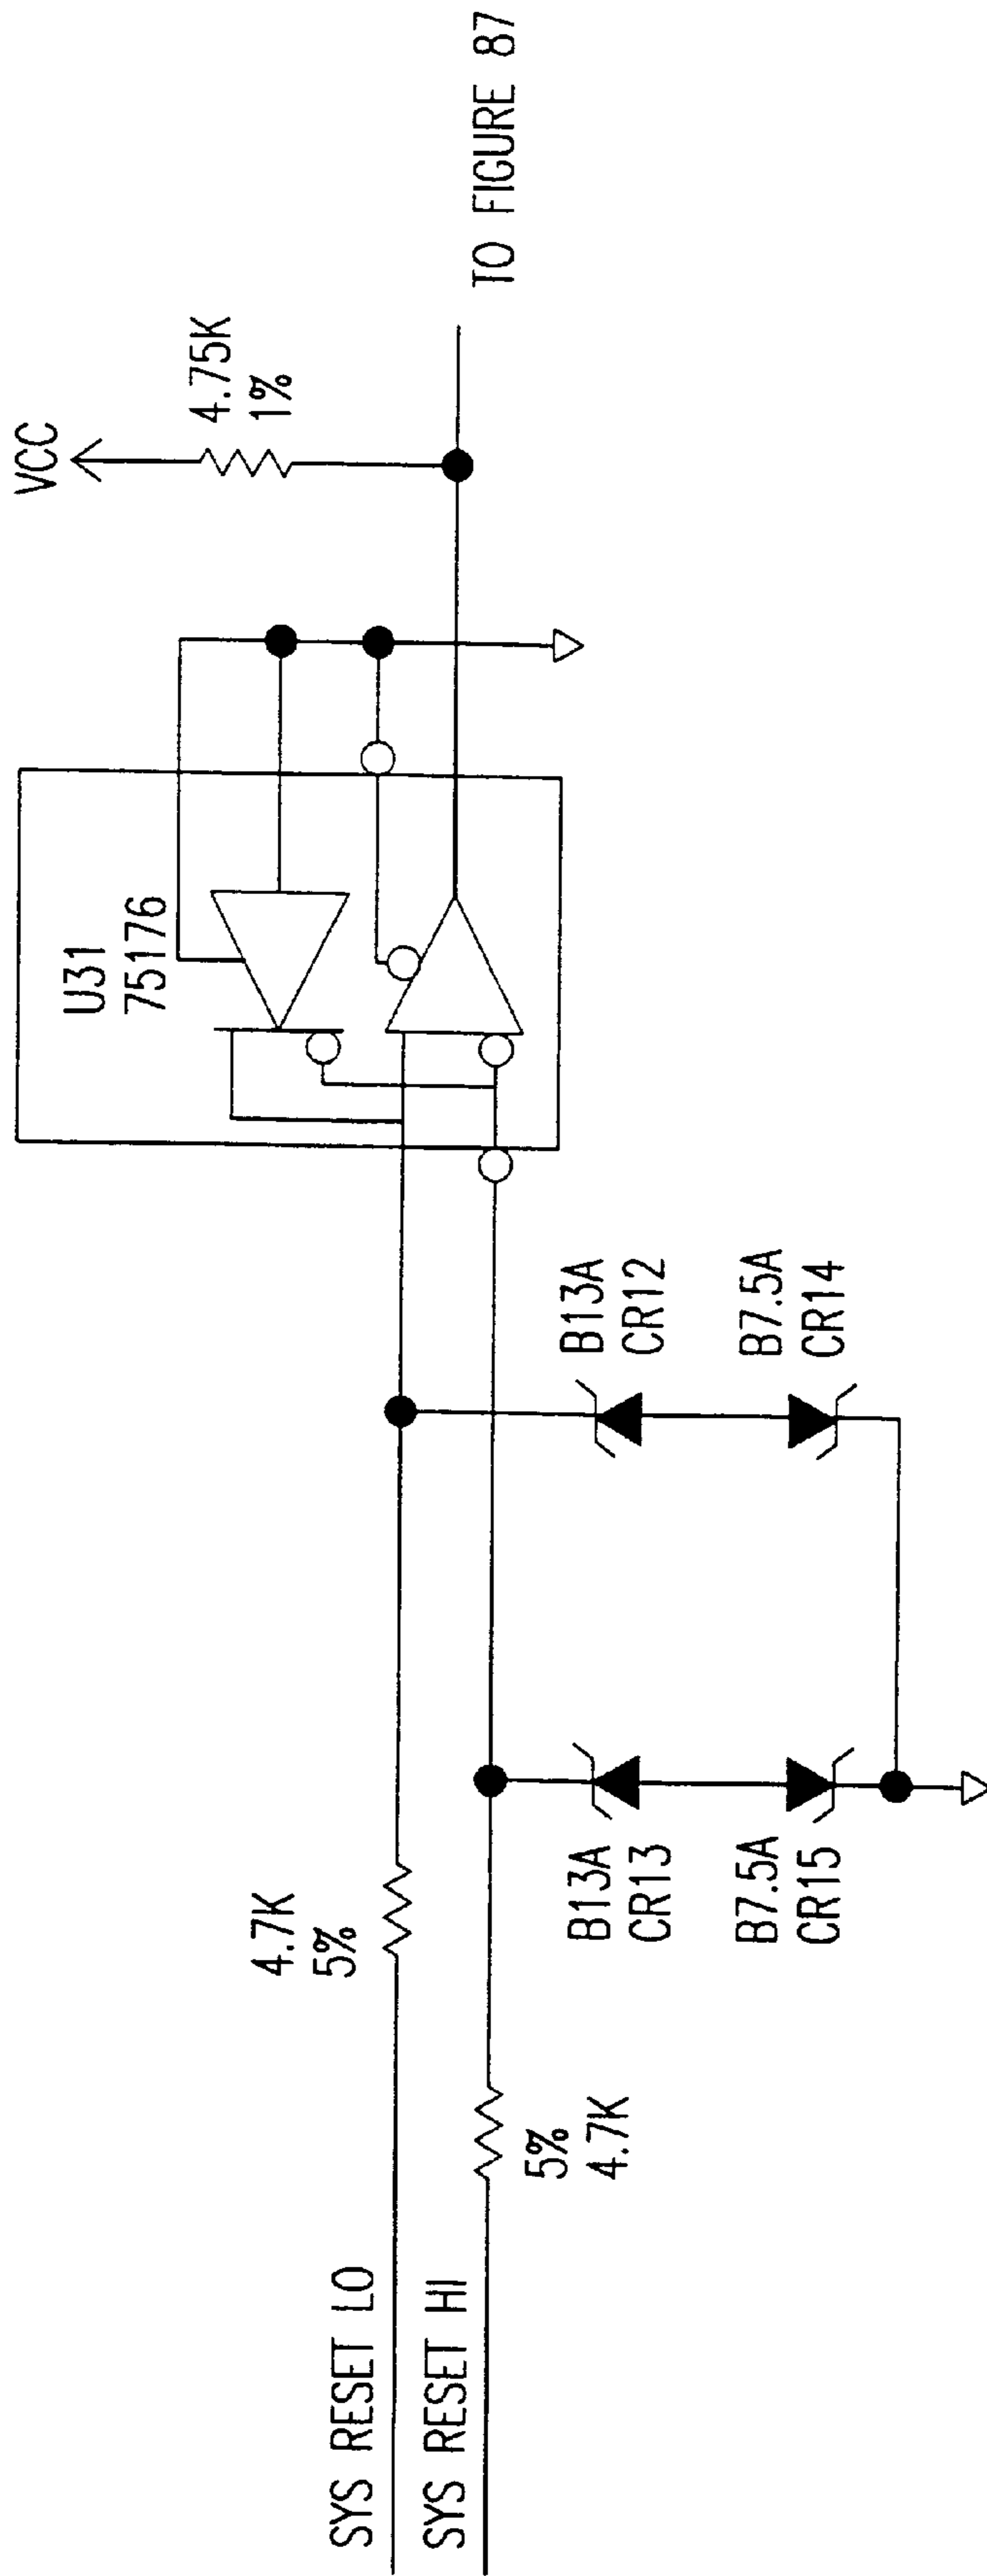 VCC
4.75K
1%
TO FIGURE 87
U31
75176
B13A
CR12
B7.5A
CR14
4.7K
5%
B13A
CR13
B7.5A
CR15
5%
4.7K
SYS RESET LO
SYS RESET HI